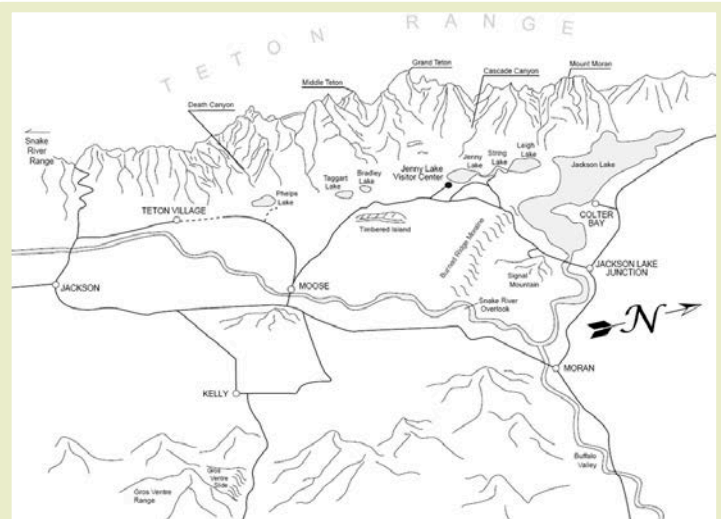 TETON RANGE
Grand Teton
Mount Moran
Middle Teton
Cascade Canyon
Death Canyon
Snake
River
Range
Leigh
Lake
String
Lake
Jenny
Lake
Jackson Lake
Jenny Lake
Visitor Center
Bradley
Lake
Taggart
Lake
Phelps
Lake
COLTER
BAY
TETON VILLAGE
Timbered Island
Burned Ridge Moraine
JACKSON LAKE
JUNCTION
Signal
Mountain
JACKSON
MOOSE
Snake River
Overlook
N
MORAN
KELLY
Buffalo
Valley
Gros
Ventre
Slide
Gros Ventre
Range